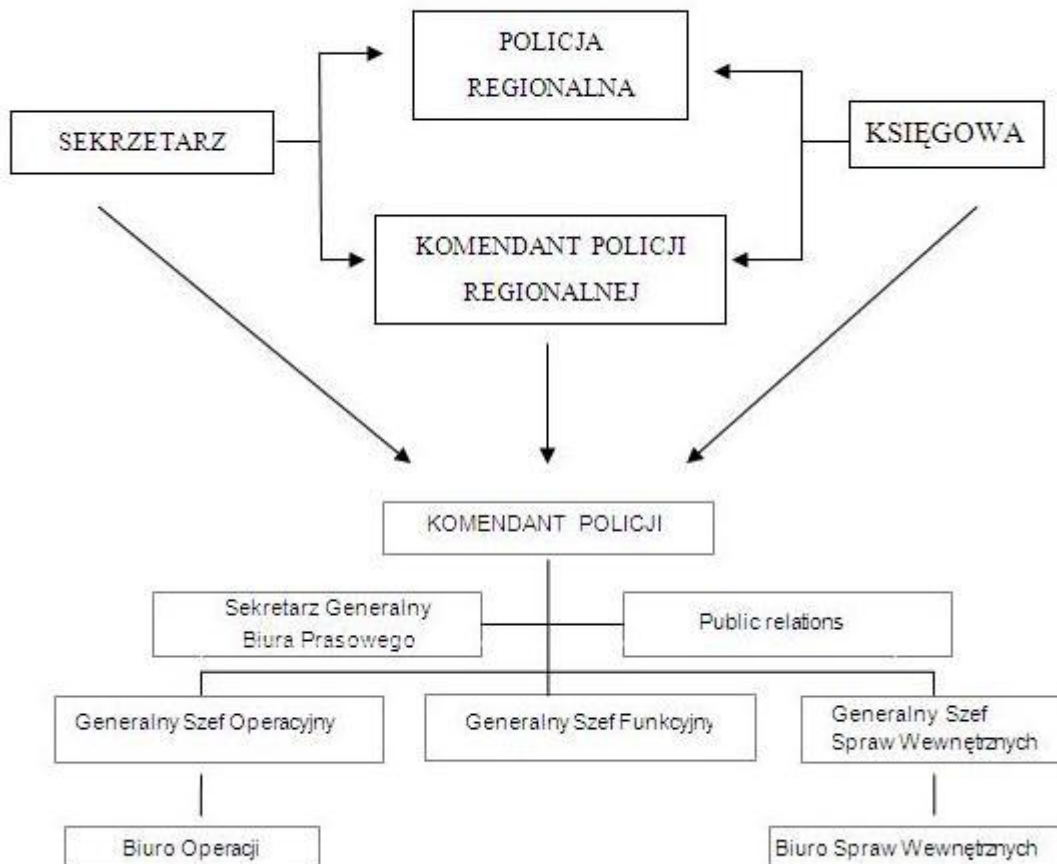 POLICJA
REGIONALNA
SEKRZETARZ
KSIĘGOWA
KOMENDANT POLICJI
REGIONALNEJ
KOMENDANT POLICJI
Sekretarz Generalny
Biura Prasowego
Public relations
Generalny Szef Operacyjny
Generalny Szef Funkcyjny
Generalny Szef
Spraw Wewnętrznych
Biuro Operacji
Biuro Spraw Wewnętrznych